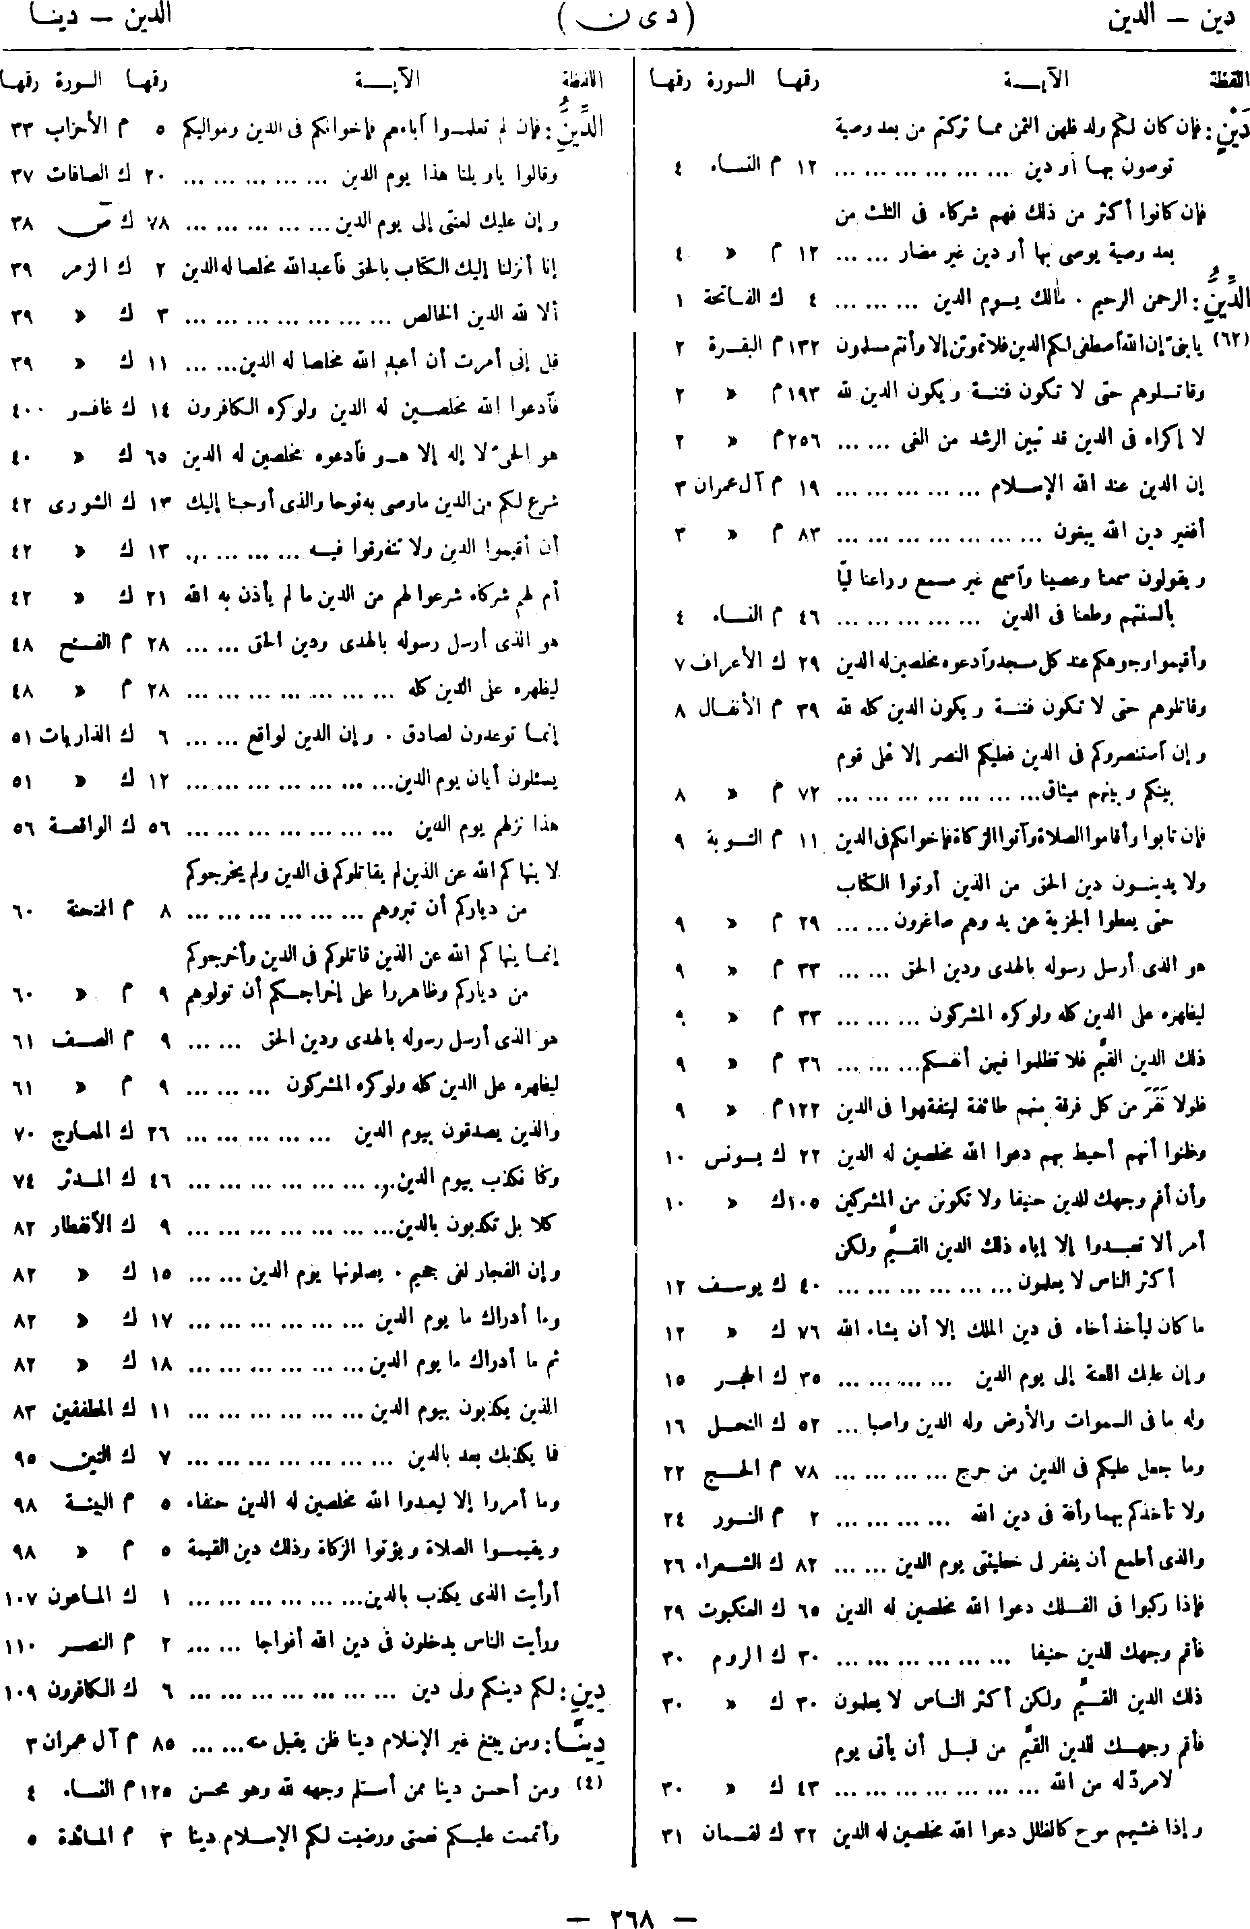 دين – الدين (دى ن) الدين – دينا
اللفظة الآيــة رقمها السورة رقمها
دَيْنٍ: فإن كان لكم ولد فلهن الثمن مما تركتم من بعد وصية
توصون بها أو دين ... ... ... ... ... ... ١٢ م النساء ٤
فإن كانوا أكثر من ذلك فهم شركاء فى الثلث من
بعد وصية يوصى بها أو دين غير مضار ... ... ١٢ م « ٤
الدِّينُِ: الرحمن الرحيم ٠ مالك يوم الدين ... ... ... ٤ ك الفاتحة ١
(٦٢) يا بنىّ إن الله أصطفى لكم الدين فلا تموتن إلا وأنتم مسلمون ١٣٢ م البقرة ٢
وقاتلوهم حتى لا تكون فتنة ويكون الدين لله ١٩٣ م « ٢
لا إكراه فى الدين قد تبين الرشد من الغى ... ... ٢٥٦ م « ٢
إن الدين عند الله الإسلام ... ... ... ... ... ١٩ م آل عمران ٣
أفغير دين الله يبغون ... ... ... ... ... ... ... ٨٣ م « ٣
ويقولون سمعنا وعصينا وآسمع غير مسمع وراعنا ليّا
بألسنتهم وطعنا فى الدين ... ... ... ... ... ٤٦ م النساء ٤
وأقيموا وجوهكم عند كل مسجد وآدعوه مخلصين له الدين ٢٩ ك الأعراف ٧
وقاتلوهم حتى لا تكون فتنة ويكون الدين كله لله ٣٩ م الأنفال ٨
وإن آستنصروكم فى الدين فعليكم النصر إلا على قوم
بينكم وبينهم ميثاق... ... ... ... ... ... ... ٧٢ م « ٨
فإن تابوا وأقاموا الصلاة وآتوا الزكاة فإخوانكم فى الدين ١١ م التوبة ٩
ولا يدينون دين الحق من الذين أوتوا الكتاب
حتى يعطوا الجزية عن يد وهم صاغرون... ... ٢٩ م « ٩
هو الذى أرسل رسوله بالهدى ودين الحق ... ... ٣٣ م « ٩
ليظهره على الدين كله ولو كره المشركون ... ... ... ٣٣ م « ٩
ذلك الدين القيّم فلا تظلموا فيهن أنفسكم... ... ... ٣٦ م « ٩
فلولا نَفَرَ من كل فرقة منهم طائفة ليتفقهوا فى الدين ١٢٢ م « ٩
وظنوا أنهم أحيط بهم دعوا الله مخلصين له الدين ٢٢ ك يونس ١٠
وأن أقم وجهك للدين حنيفا ولا تكونن من المشركين ١٠٥ ك « ١٠
أمر ألا تعبدوا إلا إياه ذلك الدين القيّم ولكن
أكثر الناس لا يعلمون ... ... ... ... ... ... ٤٠ ك يوسف ١٢
ما كان ليأخذ أخاه فى دين الملك إلا أن يشاء الله ٧٦ ك « ١٢
وإن عليك اللعنة إلى يوم الدين ... ... ... ... ٣٥ ك الحجر ١٥
وله ما فى السموات والأرض وله الدين واصبا ... ٥٢ ك النحل ١٦
وما جعل عليكم فى الدين من حرج ... ... ... ... ٧٨ م الحج ٢٢
ولا تأخذكم بهما رأفة فى دين الله ... ... ... ... ٢ م النور ٢٤
والذى أطمع أن يغفر لى خطيئتى يوم الدين ... ... ٨٢ ك الشعراء ٢٦
فإذا ركبوا فى الفلك دعوا الله مخلصين له الدين ٦٥ ك العنكبوت ٢٩
فأقم وجهك للدين حنيفا ... ... ... ... ... ... ٣٠ ك الروم ٣٠
ذلك الدين القيّم ولكن أكثر الناس لا يعلمون ٣٠ ك « ٣٠
فأقم وجهك للدين القيّم من قبل أن يأتى يوم
لا مردّ له من الله ... ... ... ... ... ... ... ٤٣ ك « ٣٠
وإذا غشيهم موج كالظلل دعوا الله مخلصين له الدين ٣٢ ك لقمان ٣١
اللفظة الآيــة رقمها السورة رقمها
الدِّينُِ: فإن لم تعلموا آباءهم فإخوانكم فى الدين ومواليكم ٥ م الأحزاب ٣٣
وقالوا ياويلنا هذا يوم الدين ... ... ... ... ... ٢٠ ك الصافات ٣٧
وإن عليك لعنتى إلى يوم الدين ... ... ... ... ... ٧٨ ك صٓ ٣٨
إنا أنزلنا إليك الكتاب بالحق فآعبد الله مخلصا له الدين ٢ ك الزمر ٣٩
ألا لله الدين الخالص ... ... ... ... ... ... ... ٣ ك « ٣٩
قل إنى أمرت أن أعبد الله مخلصا له الدين... ... ١١ ك « ٣٩
فآدعوا الله مخلصين له الدين ولو كره الكافرون ١٤ ك غافر ٤٠٠
هو الحىّ لا إله إلا هو فآدعوه مخلصين له الدين ٦٥ ك « ٤٠
شرع لكم من الدين ما وصى به نوحا والذى أوحينا إليك ١٣ ك الشورى ٤٢
أن أقيموا الدين ولا تتفرقوا فيه ... ... ... ... ١٣ ك « ٤٢
أم لهم شركاء شرعوا لهم من الدين ما لم يأذن به الله ٢١ ك « ٤٢
هو الذى أرسل رسوله بالهدى ودين الحق ... ... ٢٨ م الفتح ٤٨
ليظهره على الدين كله ... ... ... ... ... ... ... ٢٨ م « ٤٨
إنما توعدون لصادق ٠ وإن الدين لواقع ... ... ٦ ك الذاريات ٥١
يسئلون أيان يوم الدين... ... ... ... ... ... ... ١٢ ك « ٥١
هذا نزلهم يوم الدين ... ... ... ... ... ... ... ٥٦ ك الواقعة ٥٦
لا ينهاكم الله عن الذين لم يقاتلوكم فى الدين ولم يخرجوكم
من دياركم أن تبروهم ... ... ... ... ... ... ٨ م الممتحنة ٦٠
إنما ينهاكم الله عن الذين قاتلوكم فى الدين وأخرجوكم
من دياركم وظاهروا على إخراجكم أن تولوهم ٩ م « ٦٠
هو الذى أرسل رسوله بالهدى ودين الحق ... ... ٩ م الصف ٦١
ليظهره على الدين كله ولو كره المشركون ... ... ... ٩ م « ٦١
والذين يصدقون بيوم الدين ... ... ... ... ... ٢٦ ك المعارج ٧٠
وكنا نكذب بيوم الدين... ... ... ... ... ... ... ٤٦ ك المدثر ٧٤
كلا بل تكذبون بالدين... ... ... ... ... ... ... ٩ ك الأنفطار ٨٢
وإن الفجار لفى جحيم ٠ يصلونها يوم الدين ... ... ١٥ ك « ٨٢
وما أدراك ما يوم الدين ... ... ... ... ... ... ١٧ ك « ٨٢
ثم ما أدراك ما يوم الدين ... ... ... ... ... ... ١٨ ك « ٨٢
الذين يكذبون بيوم الدين ... ... ... ... ... ... ١١ ك المطففين ٨٣
فما يكذبك بعد بالدين ... ... ... ... ... ... ... ٧ ك التين ٩٥
وما أمروا إلا ليعبدوا الله مخلصين له الدين حنفاء ٥ م البينة ٩٨
ويقيموا الصلاة ويؤتوا الزكاة وذلك دين القيمة ٥ م « ٩٨
أرأيت الذى يكذب بالدين... ... ... ... ... ... ١ ك الماعون ١٠٧
ورأيت الناس يدخلون فى دين الله أفواجا ... ... ٢ م النصر ١١٠
دِينِ: لكم دينكم ولى دين ... ... ... ... ... ... ... ٦ ك الكافرون ١٠٩
دِينًا: ومن يبتغ غير الإسلام دينا فلن يقبل منه... ... ٨٥ م آل عمران ٣
(٤) ومن أحسن دينا ممن أسلم وجهه لله وهو محسن ١٢٥ م النساء ٤
وأتممت عليكم نعمتى ورضيت لكم الإسلام دينا ٣ م المائدة ٥
— ٢٦٨ —